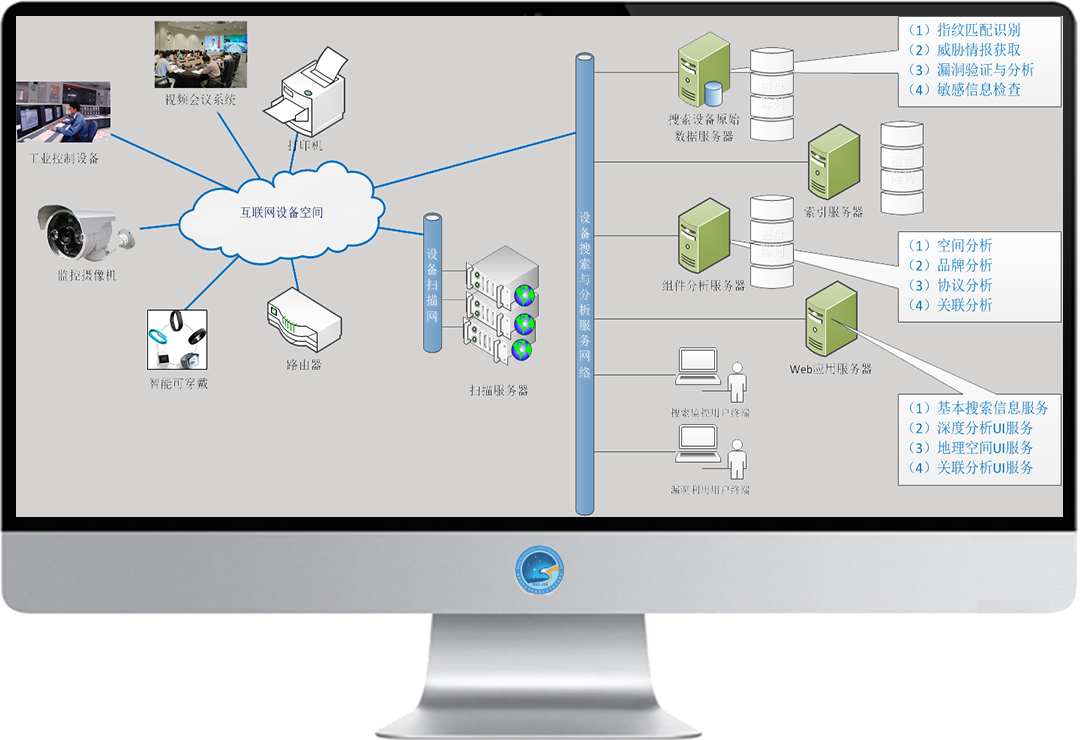 视频会议系统
打印机
工业控制设备
互联网设备空间
监控摄像机
智能可穿戴
路由器
设备扫描网
扫描服务器
设备搜索与分析服务网络
搜索设备原始
数据服务器
(1) 指纹匹配识别
(2) 威胁情报获取
(3) 漏洞验证与分析
(4) 敏感信息检查
索引服务器
组件分析服务器
(1) 空间分析
(2) 品牌分析
(3) 协议分析
(4) 关联分析
Web应用服务器
搜索监控用户终端
漏洞利用用户终端
(1) 基本搜索信息服务
(2) 深度分析UI服务
(3) 地理空间UI服务
(4) 关联分析UI服务